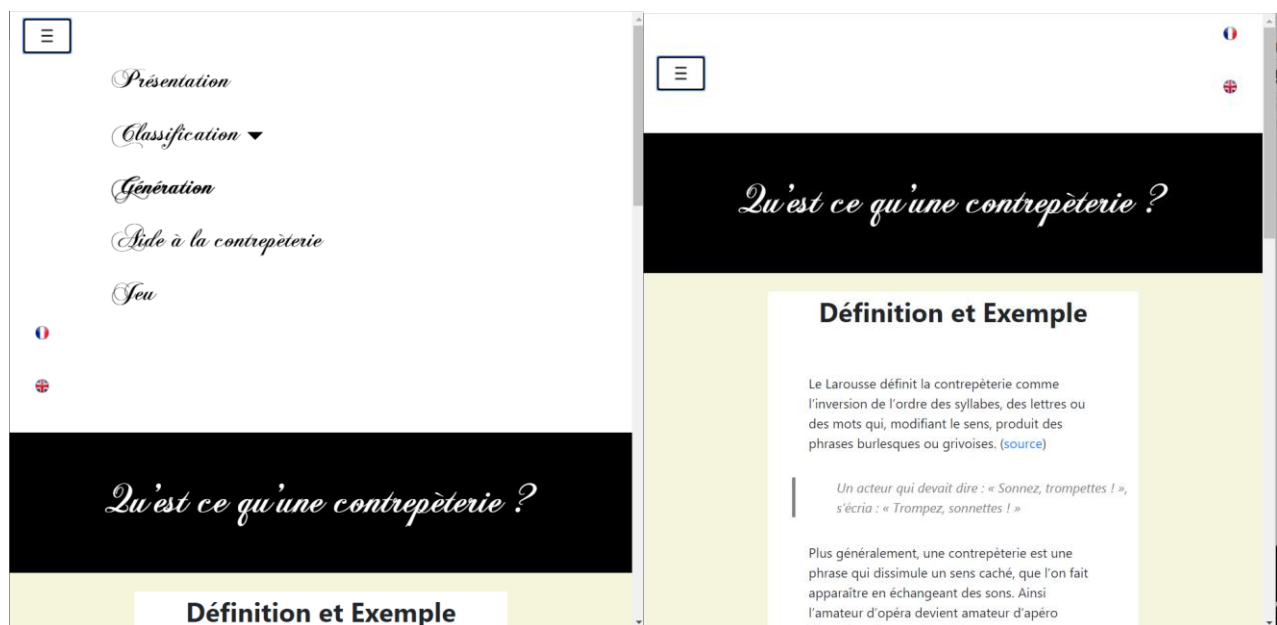 ☰
Présentation
Classification
Génération
Aide à la contrepèterie
Jeu
Qu'est ce qu'une contrepèterie ?
Définition et Exemple
☰
Qu'est ce qu'une contrepèterie ?
Définition et Exemple
Le Larousse définit la contrepèterie comme
l'inversion de l'ordre des syllabes, des lettres ou
des mots qui, modifiant le sens, produit des
phrases burlesques ou grivoises. (source)
Un acteur qui devait dire : « Sonnez, trompettes ! »,
s'écria : « Trompez, sonnettes ! »
Plus généralement, une contrepèterie est une
phrase qui dissimule un sens caché, que l'on fait
apparaître en échangeant des sons. Ainsi
l'amateur d'opéra devient amateur d'apéro